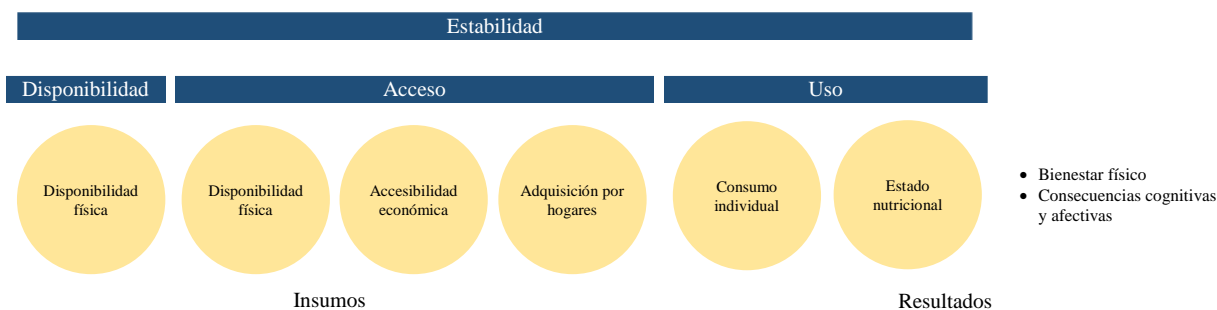 Estabilidad
Disponibilidad
Acceso
Uso
Disponibilidad
física
Disponibilidad
física
Accesibilidad
económica
Adquisición por
hogares
Consumo
individual
Estado
nutricional
• Bienestar físico
• Consecuencias cognitivas
y afectivas
Insumos
Resultados